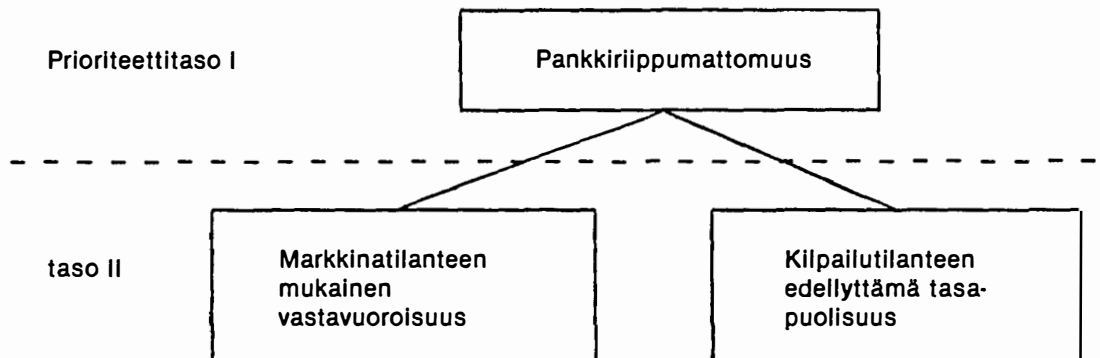 Prioriteettitaso I
Pankkiriippumattomuus
taso II
Markkinatilanteen
mukainen
vastavuoroisuus
Kilpailutilanteen
edellyttämä tasa-
puolisuus